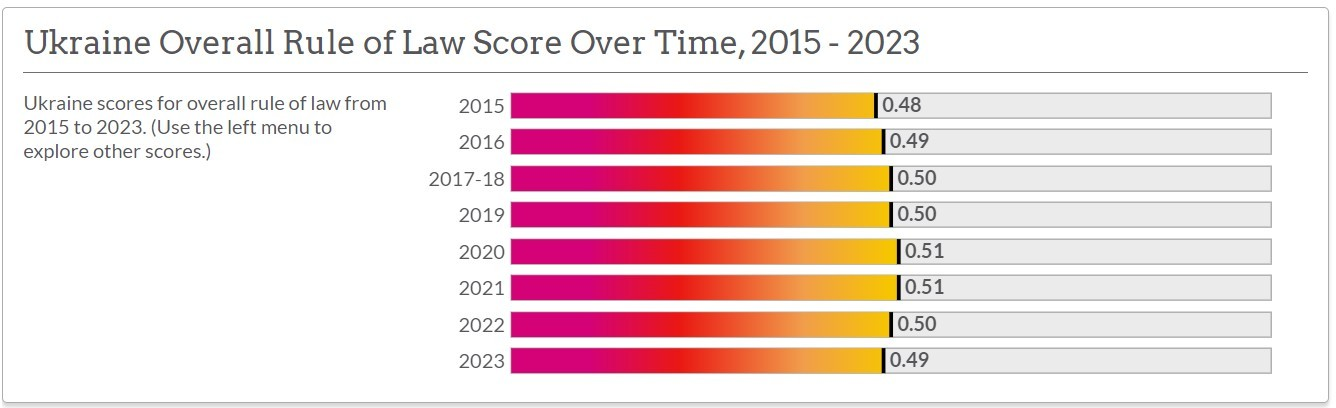 Ukraine Overall Rule of Law Score Over Time, 2015 - 2023
Ukraine scores for overall rule of law from
2015 to 2023. (Use the left menu to
explore other scores.)
2015 0.48
2016 0.49
2017-18 0.50
2019 0.50
2020 0.51
2021 0.51
2022 0.50
2023 0.49